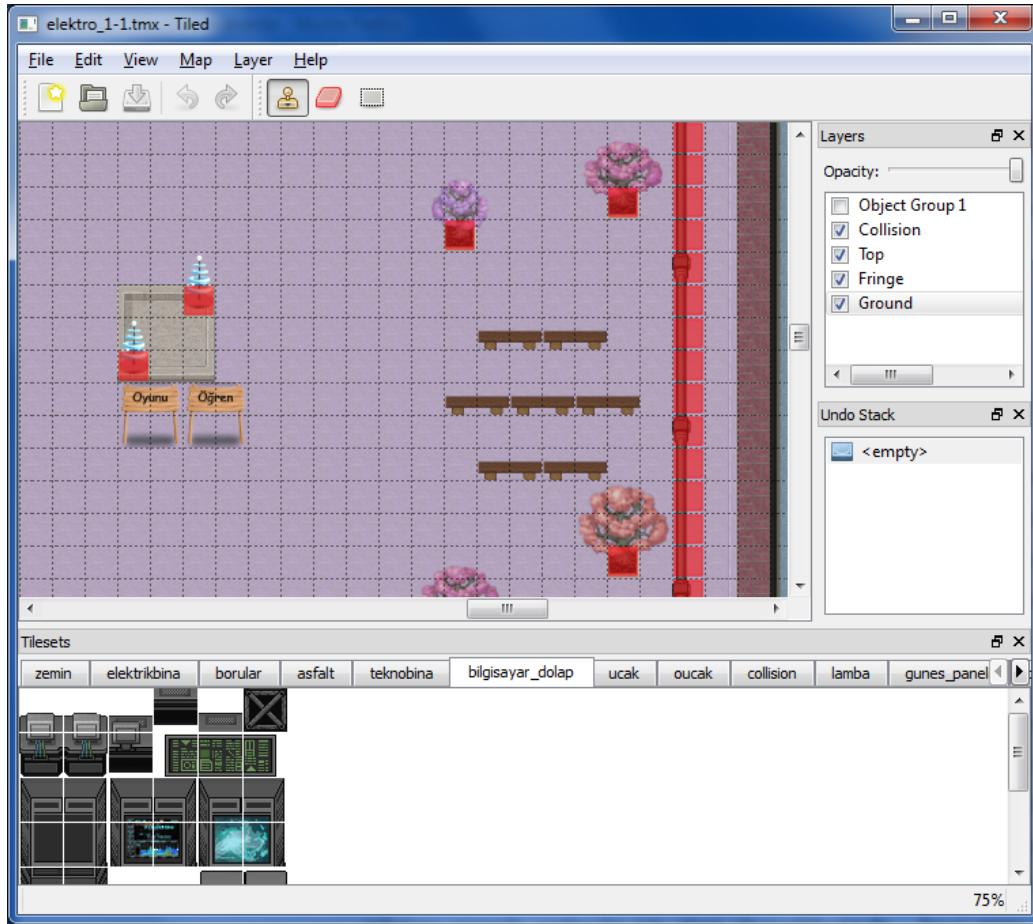 elektro_1-1.tmx - Tiled
File Edit View Map Layer Help
Layers
Opacity:
Object Group 1
Collision
Top
Fringe
Ground
Oyunu Öğren
Undo Stack
<empty>
Tilesets
zemin elektrikbina borular asfalt teknobina bilgisayar_dolap ucak oucak collision lamba gunes_panel
75%